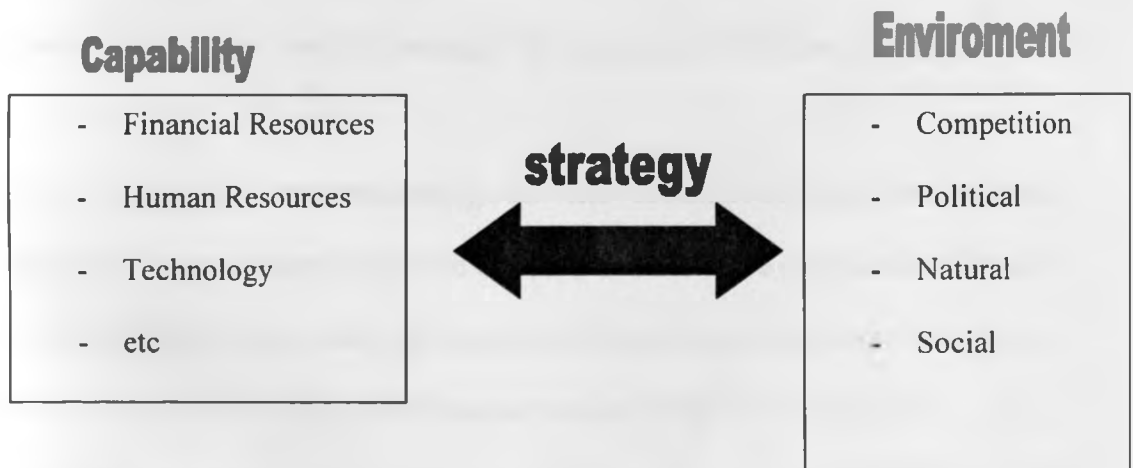 Capability
- Financial Resources
- Human Resources
- Technology
- etc
strategy
Enviroment
- Competition
- Political
- Natural
- Social